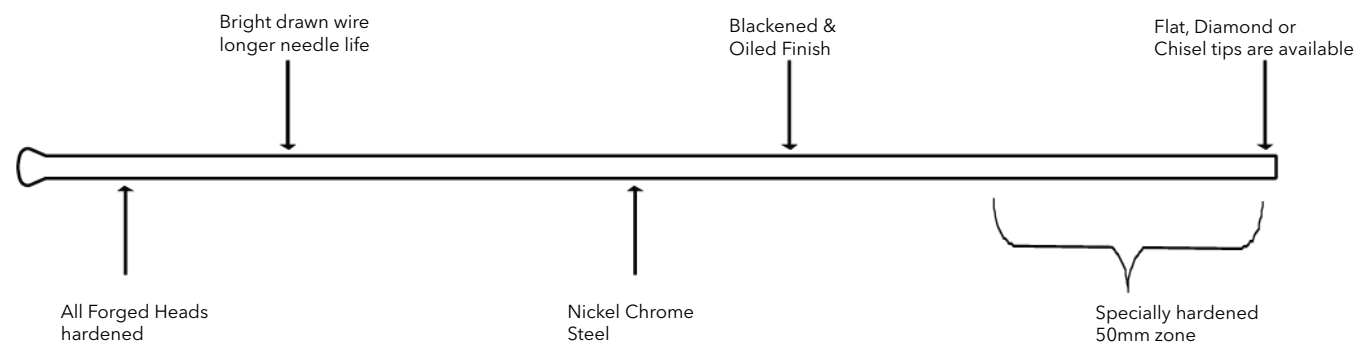 Bright drawn wire
longer needle life
Blackened &
Oiled Finish
Flat, Diamond or
Chisel tips are available
All Forged Heads
hardened
Nickel Chrome
Steel
Specially hardened
50mm zone